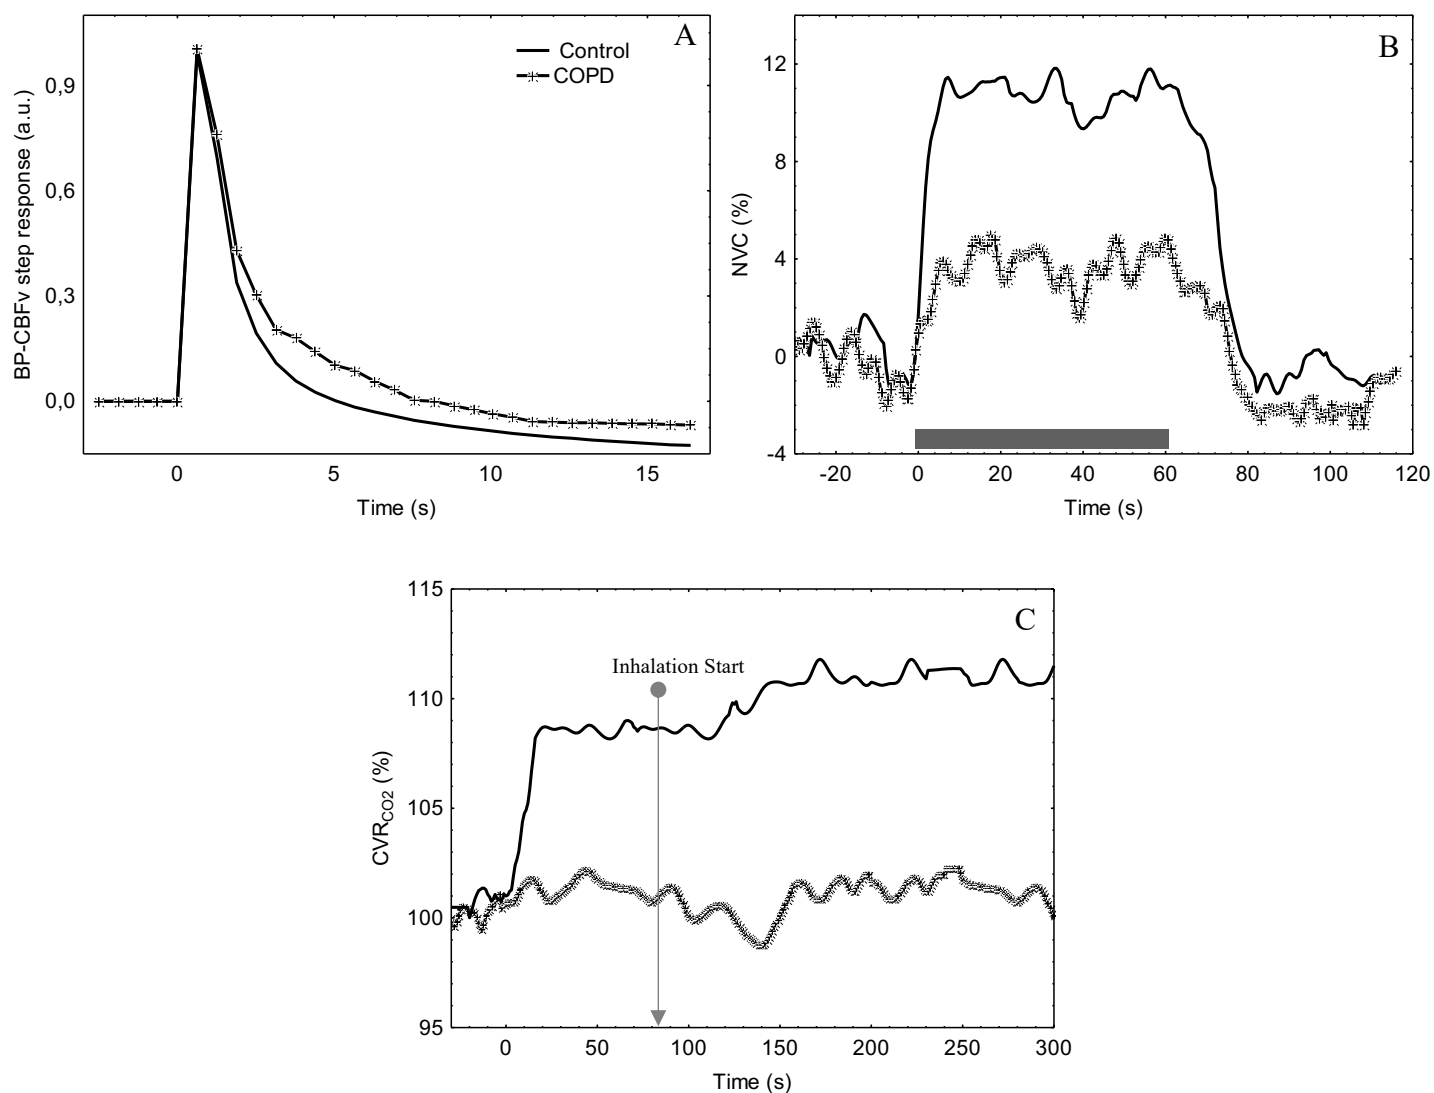 A
Control
COPD
BP-CBFv step response (a.u.)
0,9
0,6
0,3
0,0
0 5 10 15
Time (s)
B
NVC (%)
12
8
4
0
-4
-20 0 20 40 60 80 100 120
Time (s)
C
Inhalation Start
CVR_CO2 (%)
115
110
105
100
95
0 50 100 150 200 250 300
Time (s)